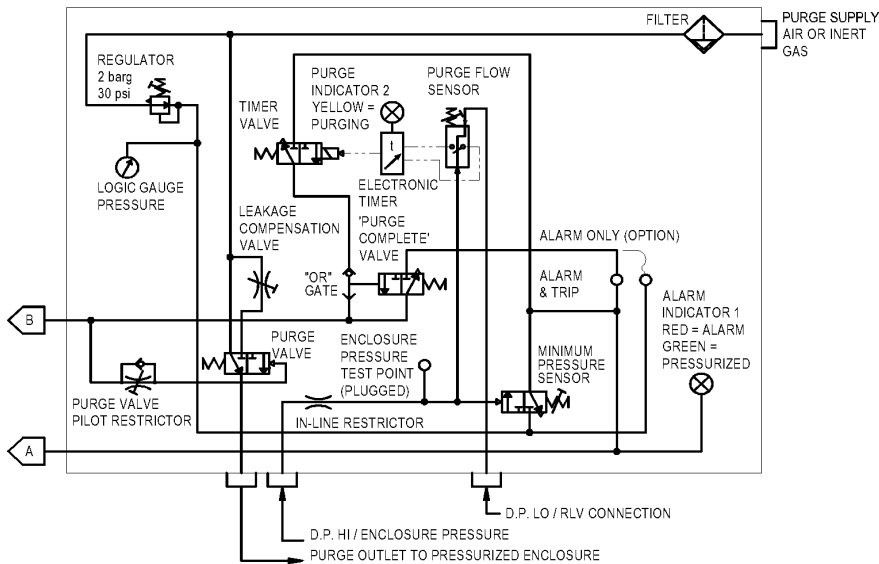 FILTER
PURGE SUPPLY
AIR OR INERT
GAS
REGULATOR
2 barg
30 psi
PURGE
INDICATOR 2
YELLOW =
PURGING
PURGE FLOW
SENSOR
TIMER
VALVE
t
LOGIC GAUGE
PRESSURE
ELECTRONIC
TIMER
LEAKAGE
COMPENSATION
VALVE
'PURGE
COMPLETE'
VALVE
ALARM ONLY (OPTION)
"OR"
GATE
ALARM
& TRIP
ALARM
INDICATOR 1
RED = ALARM
GREEN =
PRESSURIZED
B
PURGE
VALVE
ENCLOSURE
PRESSURE
TEST POINT
(PLUGGED)
MINIMUM
PRESSURE
SENSOR
PURGE VALVE
PILOT RESTRICTOR
IN-LINE RESTRICTOR
A
D.P. LO / RLV CONNECTION
D.P. HI / ENCLOSURE PRESSURE
PURGE OUTLET TO PRESSURIZED ENCLOSURE